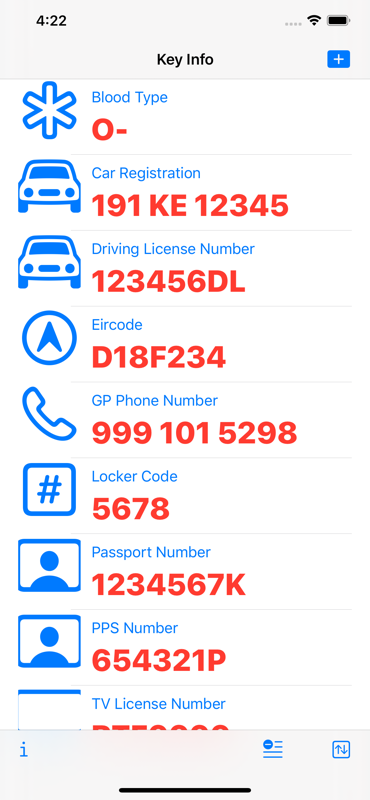 4:22
Key Info
Blood Type
O-
Car Registration
191 KE 12345
Driving License Number
123456DL
Eircode
D18F234
GP Phone Number
999 101 5298
#
Locker Code
5678
Passport Number
1234567K
PPS Number
654321P
TV License Number